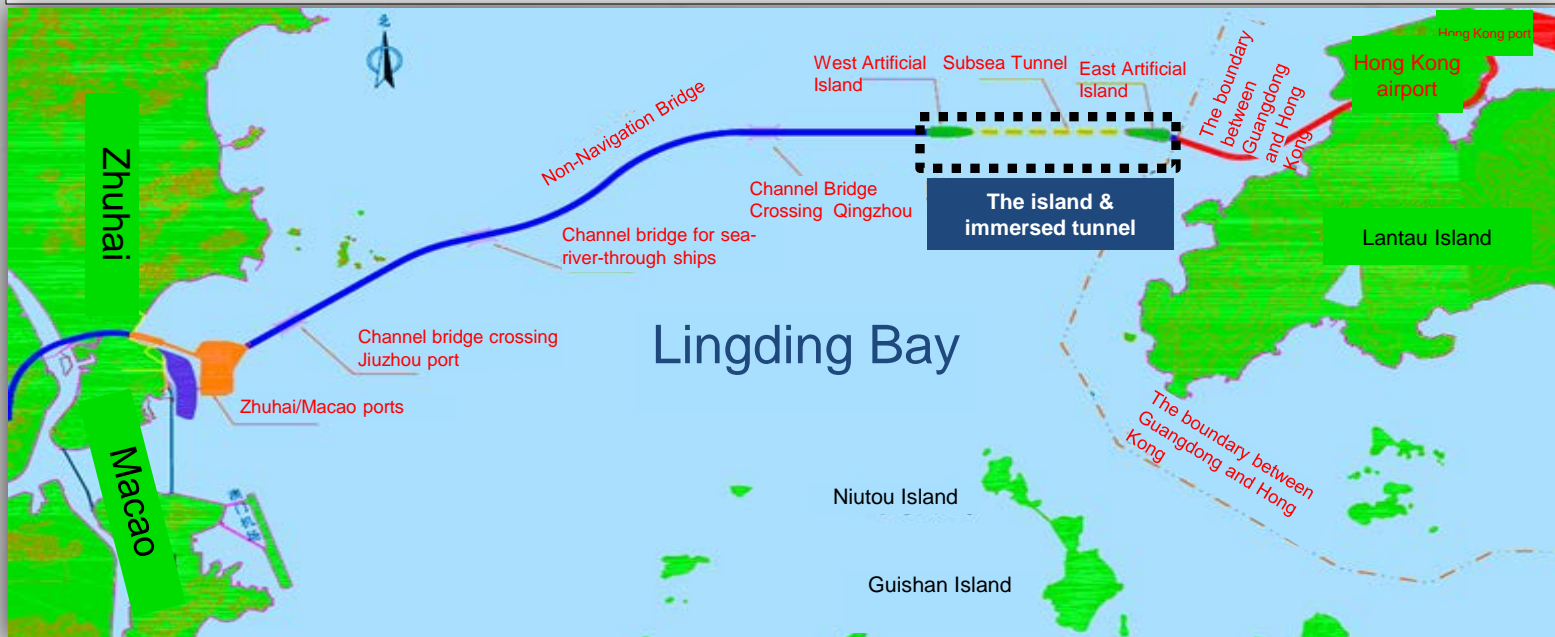 北
Hong Kong port
Hong Kong
airport
The boundary
between
Guangdong
and Hong
Kong
West Artificial
Island
Subsea Tunnel
East Artificial
Island
Non-Navigation Bridge
Zhuhai
Channel Bridge
Crossing Qingzhou
The island &
immersed tunnel
Lantau Island
Channel bridge for sea-
river-through ships
Channel bridge crossing
Jiuzhou port
Lingding Bay
Zhuhai/Macao ports
The boundary between
Guangdong and Hong
Kong
Macao
Niutou Island
Guishan Island